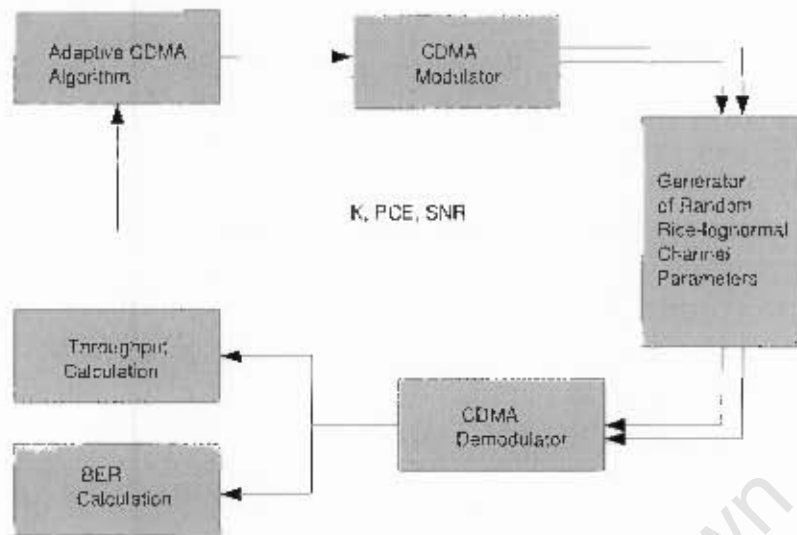 Adaptive CDMA
Algorithm
CDMA
Modulator
Generator
of Random
Rice-lognormal
Channel
Parameters
K, PCE, SNR
Throughput
Calculation
CDMA
Demodulator
BER
Calculation
wn